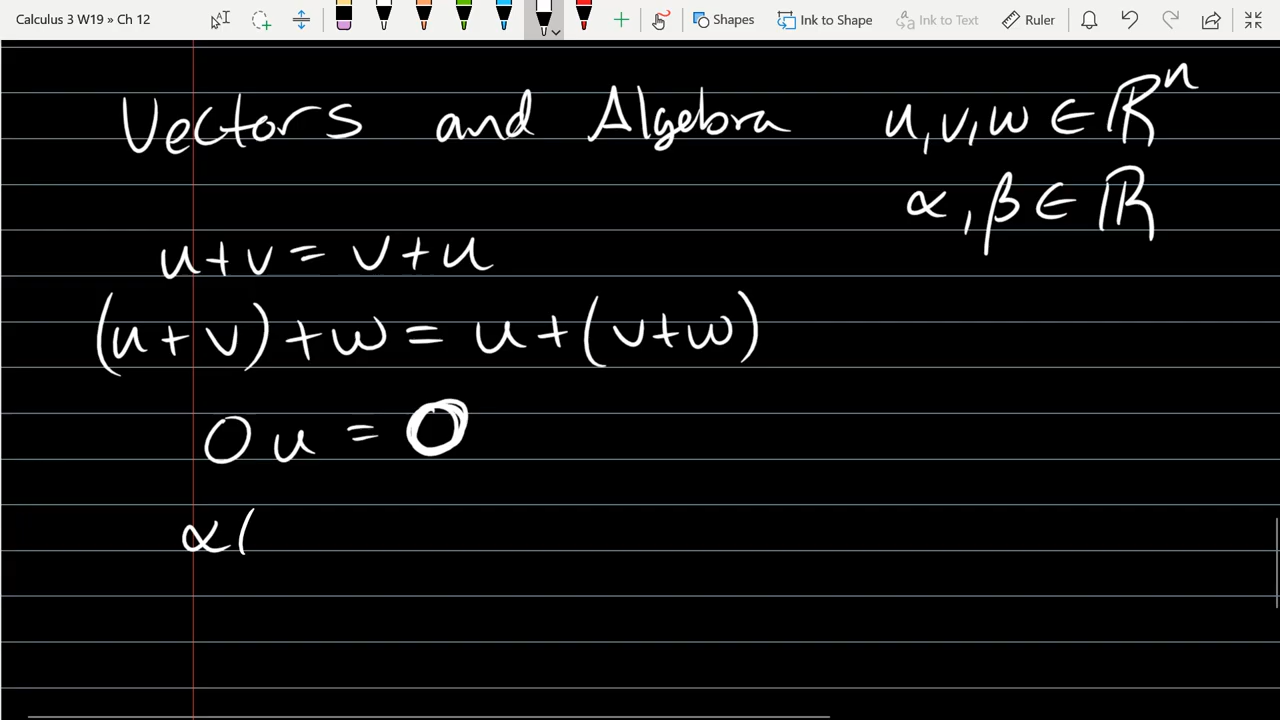 Calculus 3 W19 » Ch 12 Shapes Ink to Shape Ink to Text Ruler
Vectors and Algebra u,v,w ∈ ℝⁿ
α,β ∈ ℝ
u+v = v+u
(u+v)+w = u+(v+w)
0u = 0
α(